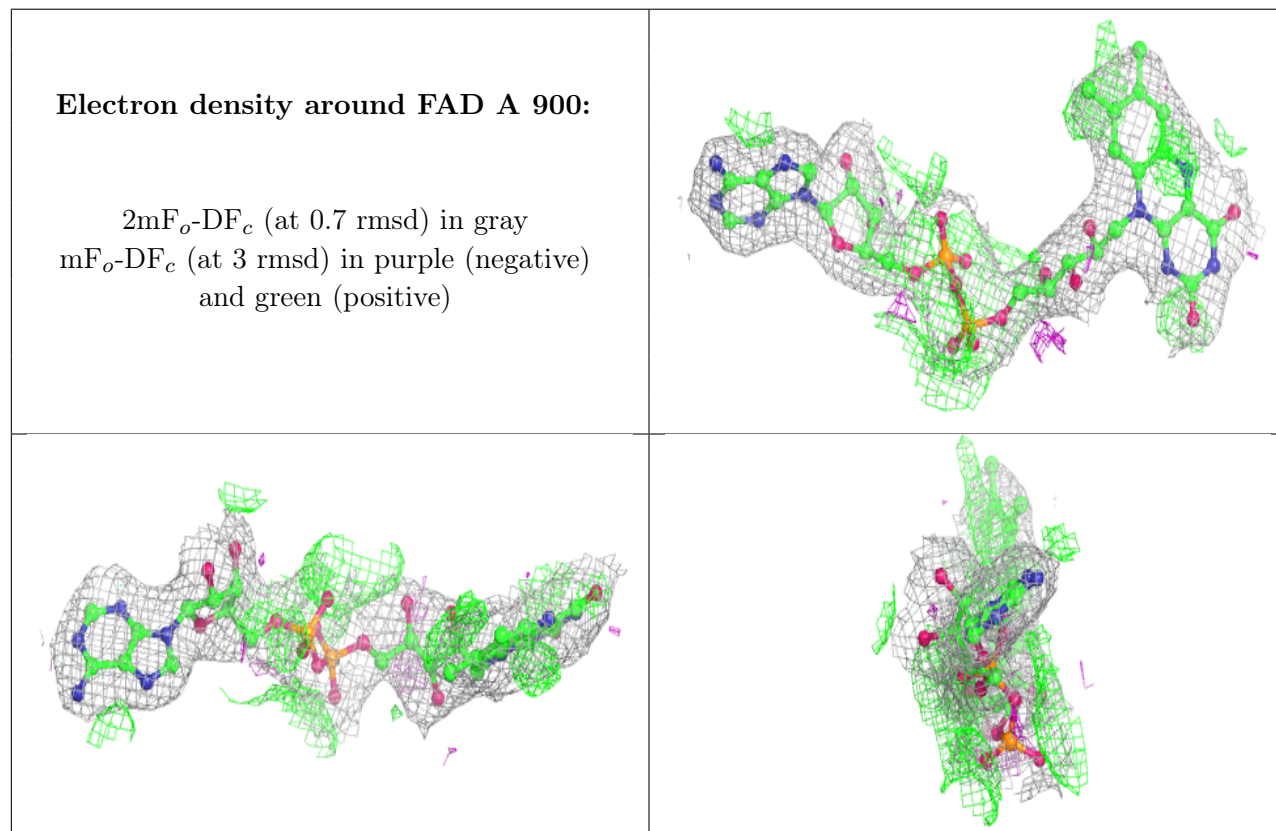 Electron density around FAD A 900:
2mFo-DFc (at 0.7 rmsd) in gray
mFo-DFc (at 3 rmsd) in purple (negative)
and green (positive)